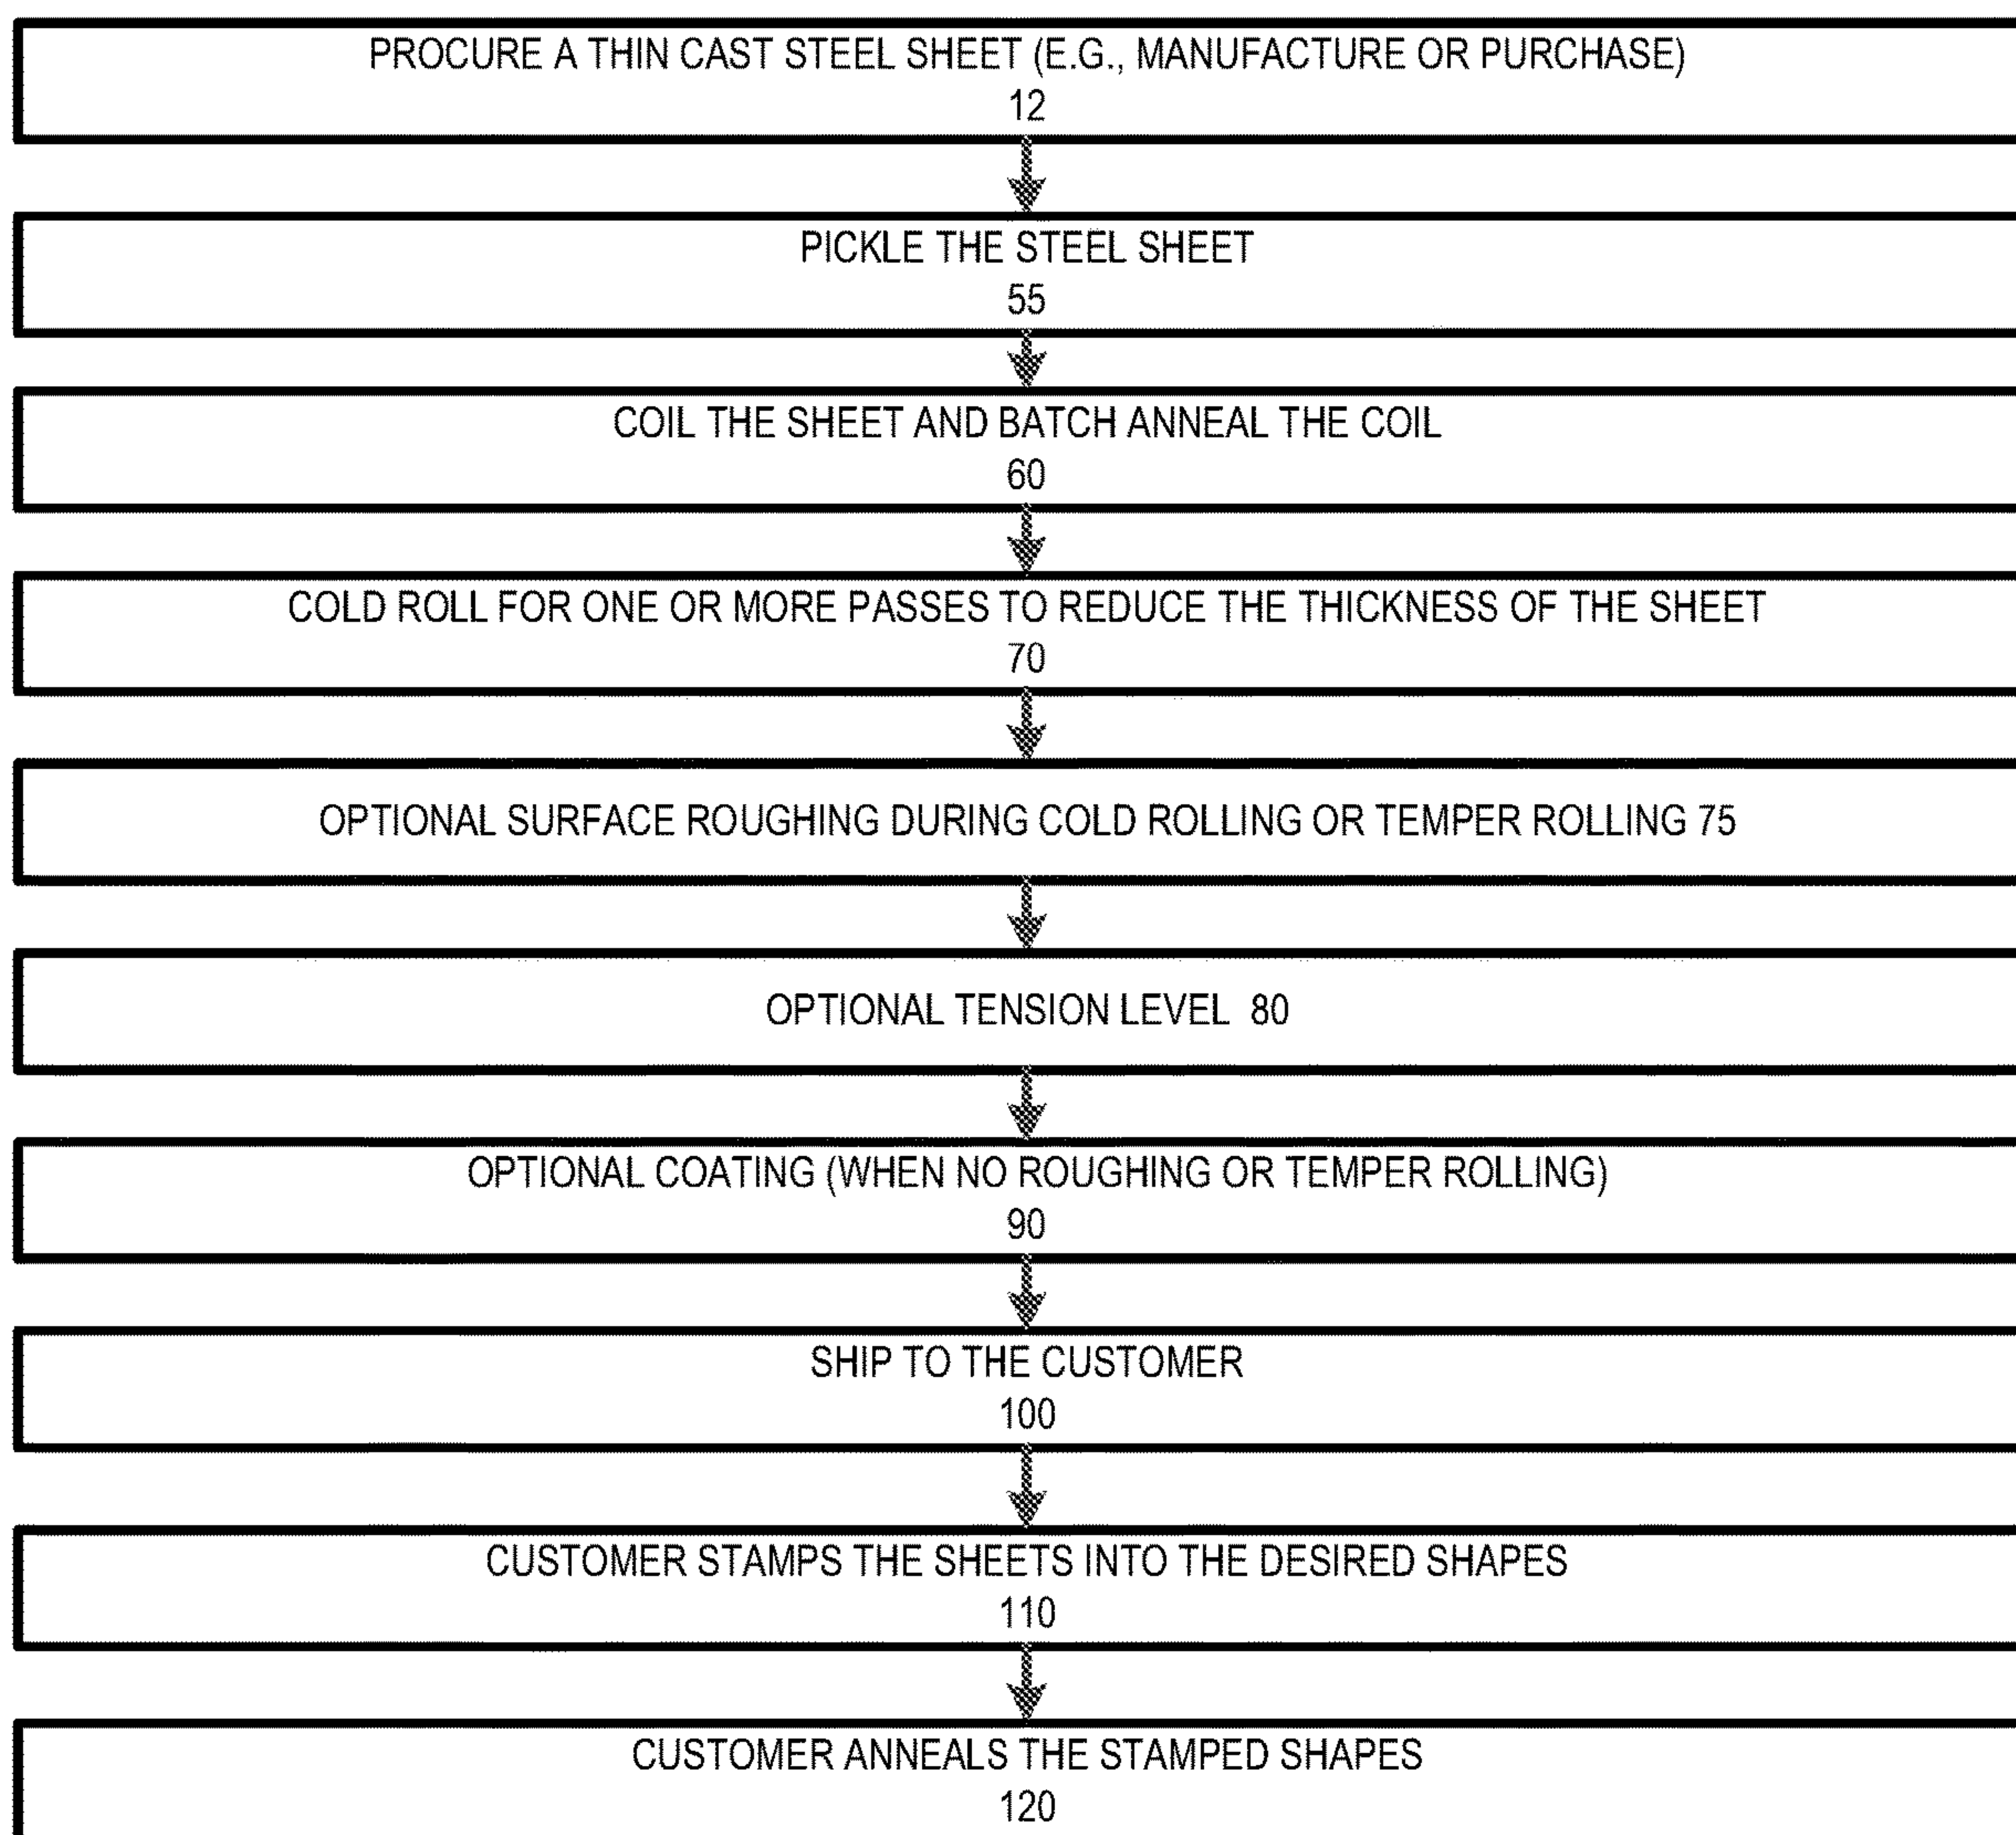 PROCURE A THIN CAST STEEL SHEET (E.G., MANUFACTURE OR PURCHASE)
12
PICKLE THE STEEL SHEET
55
COIL THE SHEET AND BATCH ANNEAL THE COIL
60
COLD ROLL FOR ONE OR MORE PASSES TO REDUCE THE THICKNESS OF THE SHEET
70
OPTIONAL SURFACE ROUGHING DURING COLD ROLLING OR TEMPER ROLLING 75
OPTIONAL TENSION LEVEL 80
OPTIONAL COATING (WHEN NO ROUGHING OR TEMPER ROLLING)
90
SHIP TO THE CUSTOMER
100
CUSTOMER STAMPS THE SHEETS INTO THE DESIRED SHAPES
110
CUSTOMER ANNEALS THE STAMPED SHAPES
120